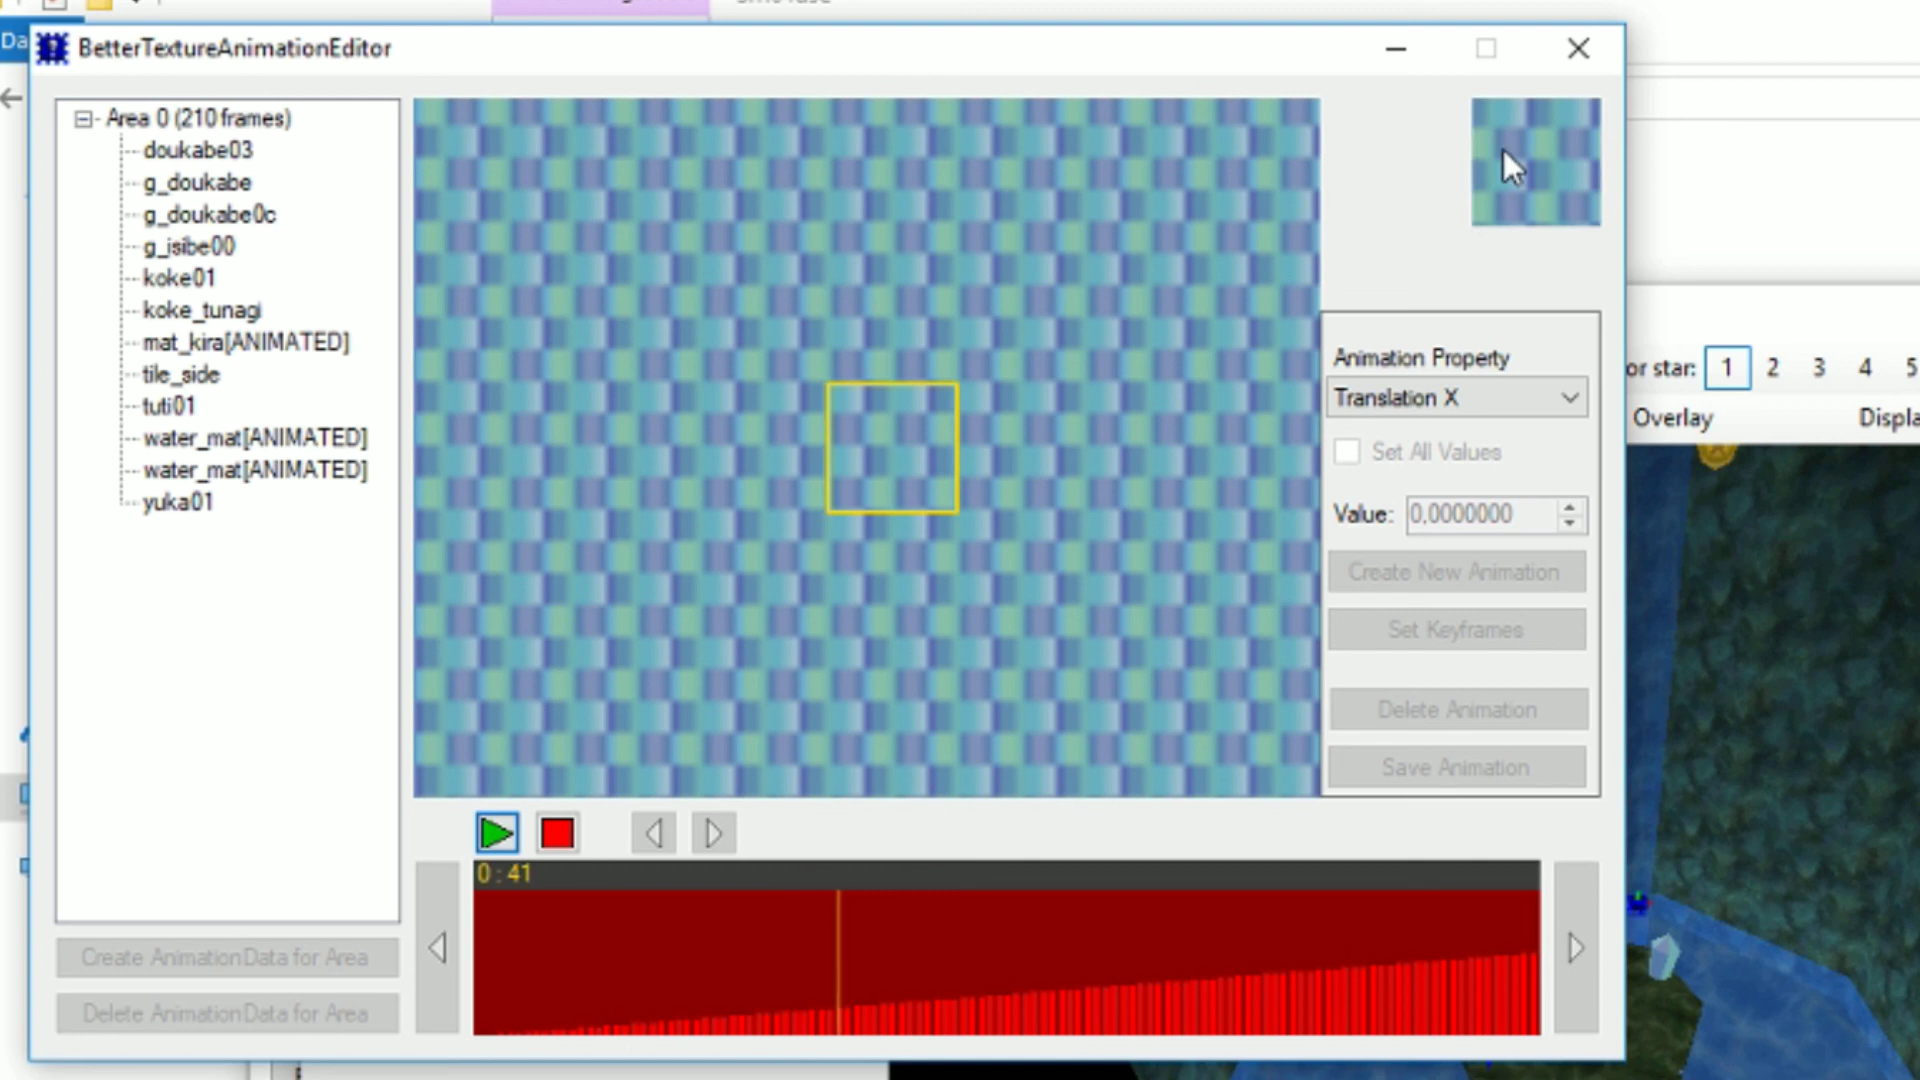 Da
BetterTextureAnimationEditor
Area 0 (210 frames)
doukabe03
g_doukabe
g_doukabe0c
g_isibe00
koke01
koke_tunagi
mat_kira[ANIMATED]
tile_side
tuti01
water_mat[ANIMATED]
water_mat[ANIMATED]
yuka01
Create AnimationData for Area
Delete AnimationData for Area
Animation Property
Translation X
Set All Values
Value: 0,0000000
Create New Animation
Set Keyframes
Delete Animation
Save Animation
0 : 41
or star: 1 2 3 4 5
Overlay Displa